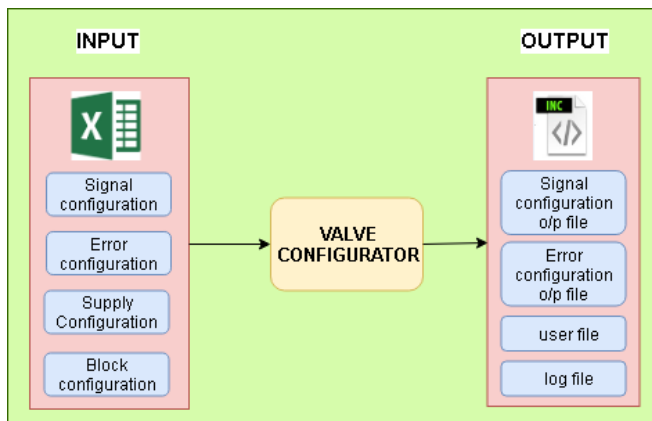 INPUT
X
Signal
configuration
Error
configuration
Supply
Configuration
Block
configuration
VALVE
CONFIGURATOR
OUTPUT
INC
</>
Signal
configuration
o/p file
Error
configuration
o/p file
user file
log file